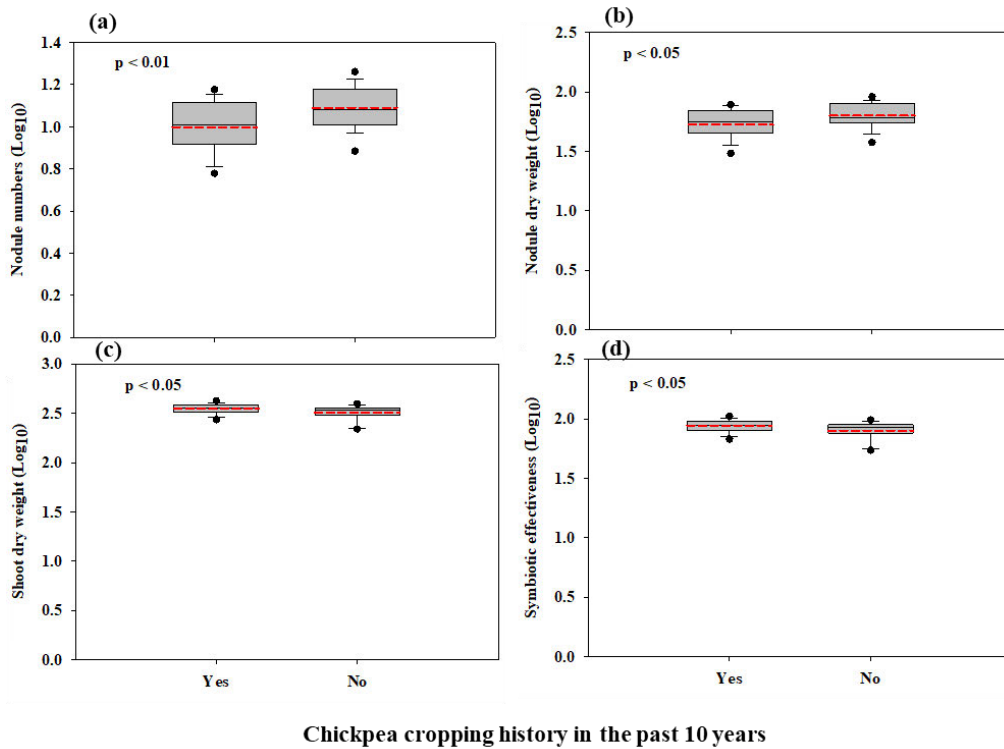 (a)
p < 0.01
Nodule numbers (Log10)
1.4
1.2
1.0
0.8
0.6
0.4
0.2
0.0
(b)
p < 0.05
Nodule dry weight (Log10)
2.5
2.0
1.5
1.0
0.5
0.0
(c)
p < 0.05
Shoot dry weight (Log10)
3.0
2.5
2.0
1.5
1.0
0.5
0.0
Yes No
(d)
p < 0.05
Symbiotic effectiveness (Log10)
2.5
2.0
1.5
1.0
0.5
0.0
Yes No
Chickpea cropping history in the past 10 years